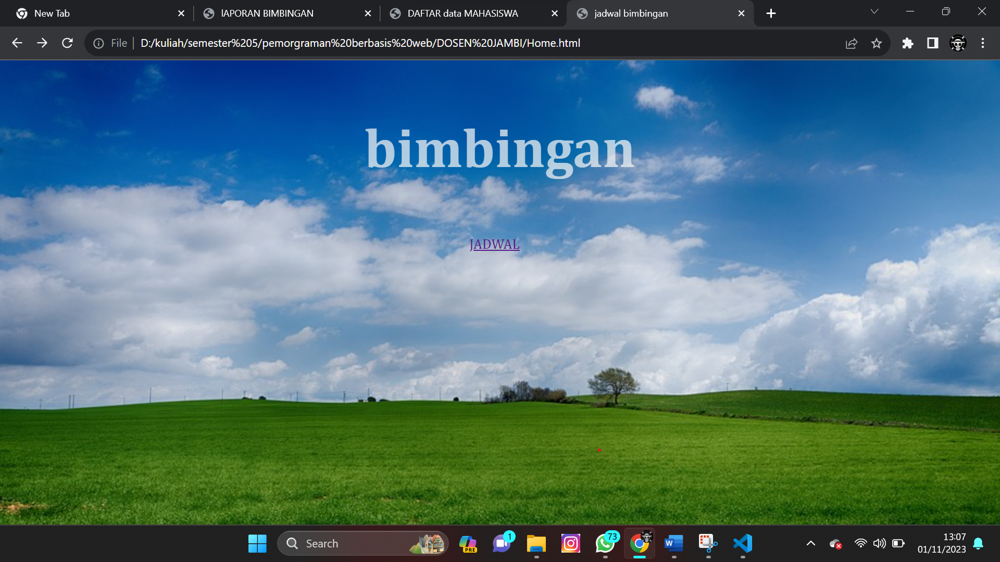 New Tab
lAPORAN BIMBINGAN
DAFTAR data MAHASISWA
jadwal bimbingan
File
D:/kuliah/semester%205/pemorgraman%20berbasis%20web/DOSEN%20JAMBI/Home.html
bimbingan
JADWAL
Search
PRE
1
73
W
13:07
01/11/2023